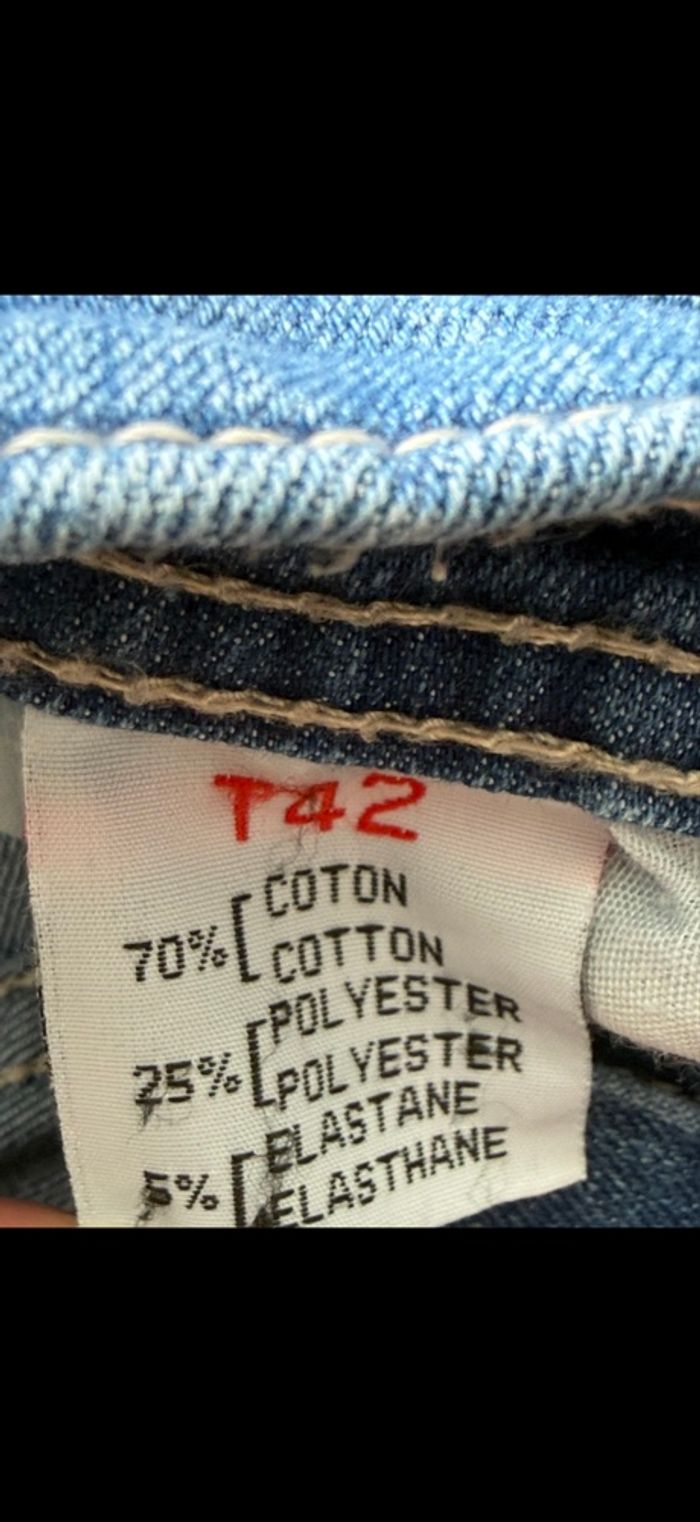 T42
70% [ COTON
COTTON
25% [ POLYESTER
POLYESTER
5% [ ELASTANE
ELASTHANE